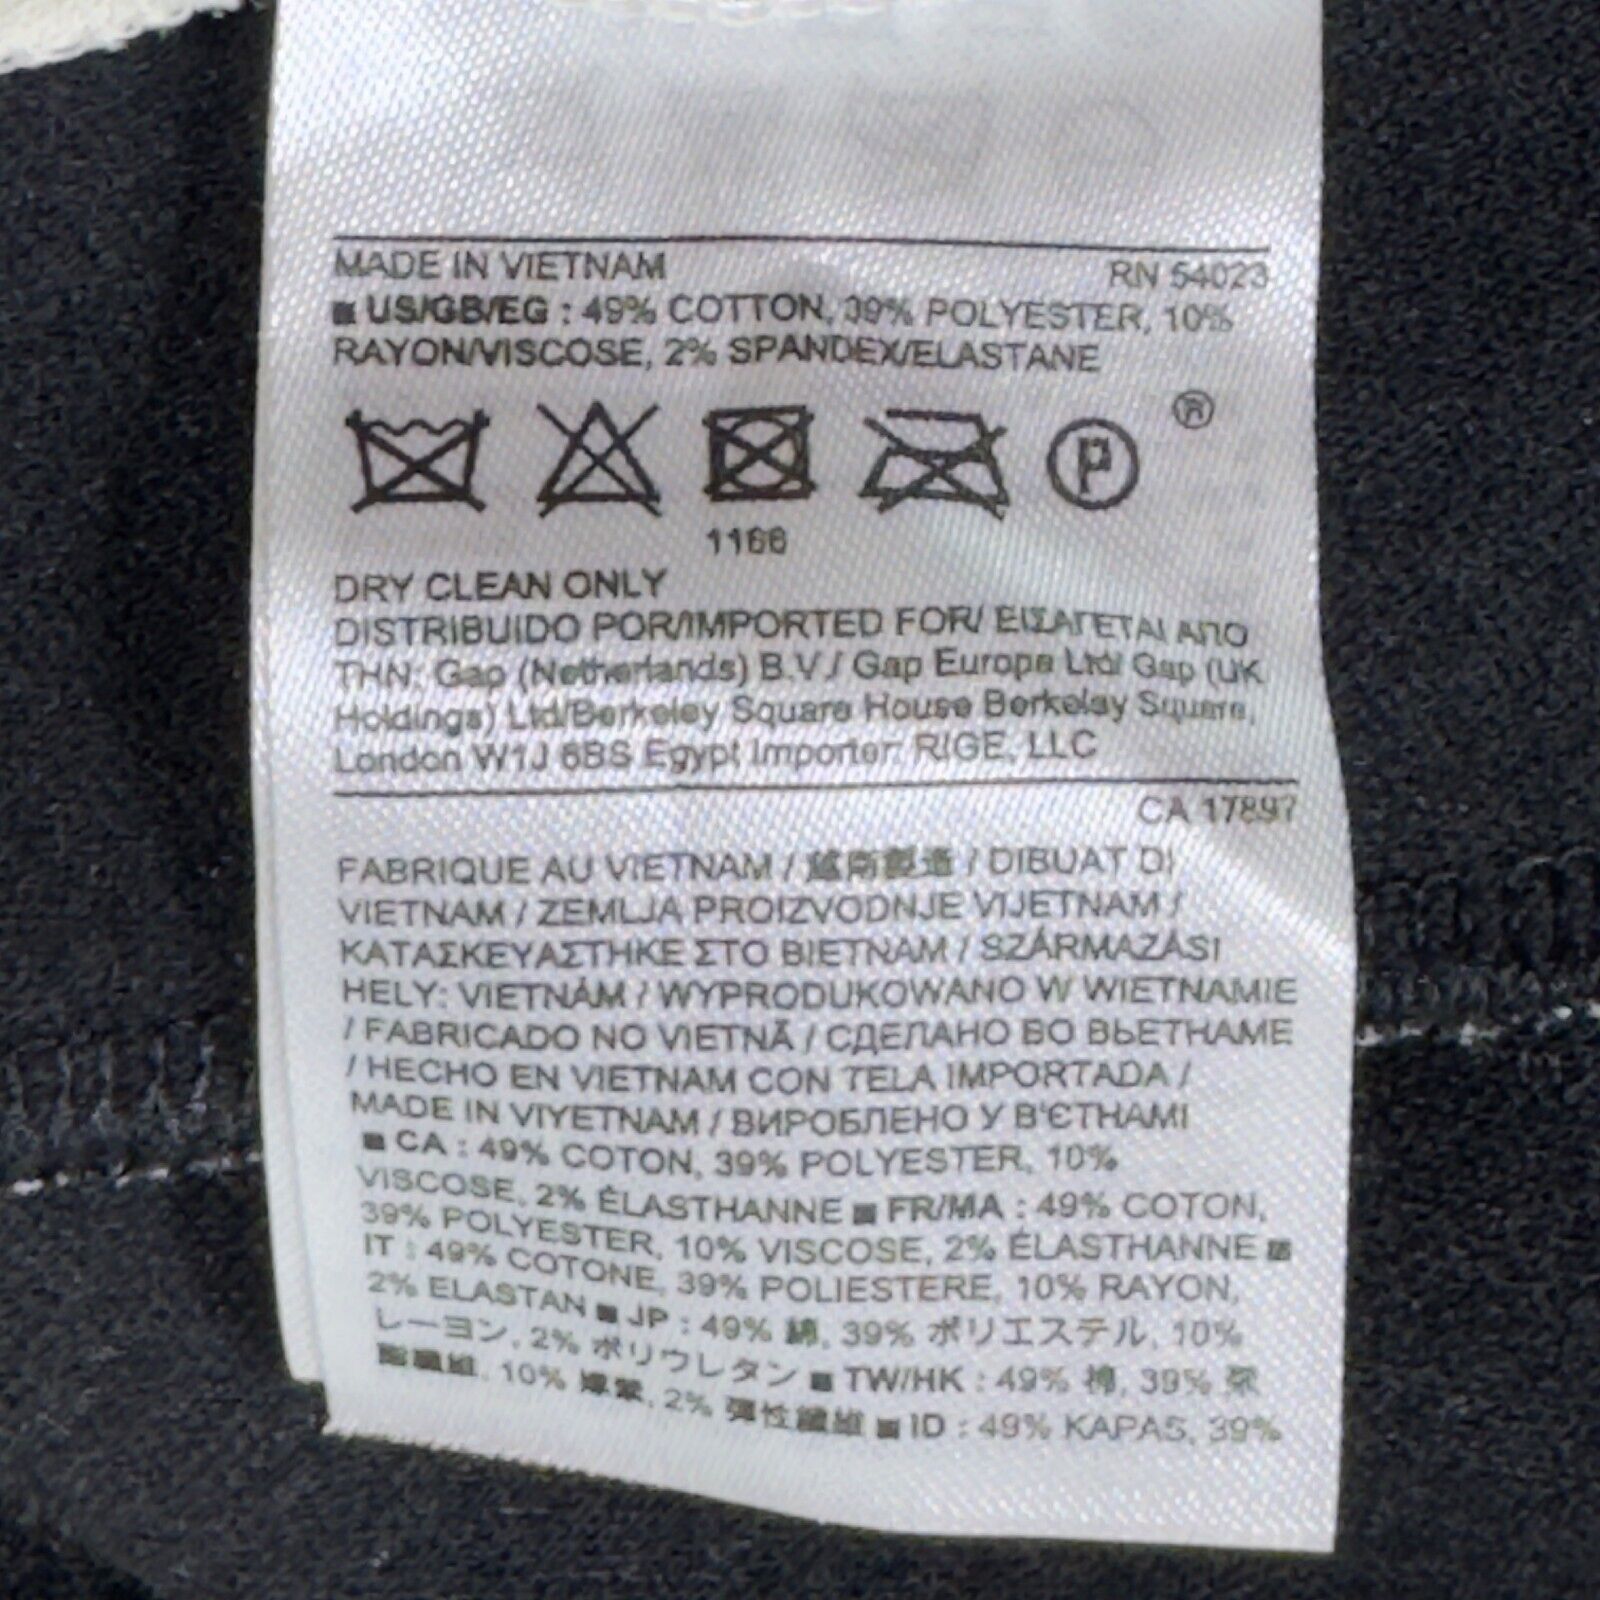 MADE IN VIETNAM RN 54023
■ US/GB/EG : 49% COTTON, 39% POLYESTER, 10%
RAYON/VISCOSE, 2% SPANDEX/ELASTANE
P ®
1166
DRY CLEAN ONLY
DISTRIBUIDO POR/IMPORTED FOR/ ΕΙΣΑΓΕΤΑΙ ΑΠΟ
ΤΗΝ: Gap (Netherlands) B.V./ Gap Europe Ltd/ Gap (UK
Holdings) Ltd/Berkeley Square House Berkeley Square,
London W1J 6BS Egypt Importer: RIGE, LLC
CA 17897
FABRIQUE AU VIETNAM / 越南製造 / DIBUAT DI
VIETNAM / ZEMLJA PROIZVODNJE VIJETNAM /
ΚΑΤΑΣΚΕΥΑΣΤΗΚΕ ΣΤΟ ΒΙΕΤΝΑΜ / SZÁRMAZÁSI
HELY: VIETNÁM / WYPRODUKOWANO W WIETNAMIE
/ FABRICADO NO VIETNÃ / СДЕЛАНО ВО ВЬЕТНАМЕ
/ HECHO EN VIETNAM CON TELA IMPORTADA /
MADE IN VIYETNAM / ВИРОБЛЕНО У В'ЄТНАМІ
■ CA : 49% COTON, 39% POLYESTER, 10%
VISCOSE, 2% ÉLASTHANNE ■ FR/MA : 49% COTON,
39% POLYESTER, 10% VISCOSE, 2% ÉLASTHANNE ■
IT : 49% COTONE, 39% POLIESTERE, 10% RAYON,
2% ELASTAN ■ JP : 49% 綿, 39% ポリエステル, 10%
レーヨン, 2% ポリウレタン ■ TW/HK : 49% 棉, 39% 聚
酯纖維, 10% 嫘縈, 2% 彈性纖維 ■ ID : 49% KAPAS, 39%